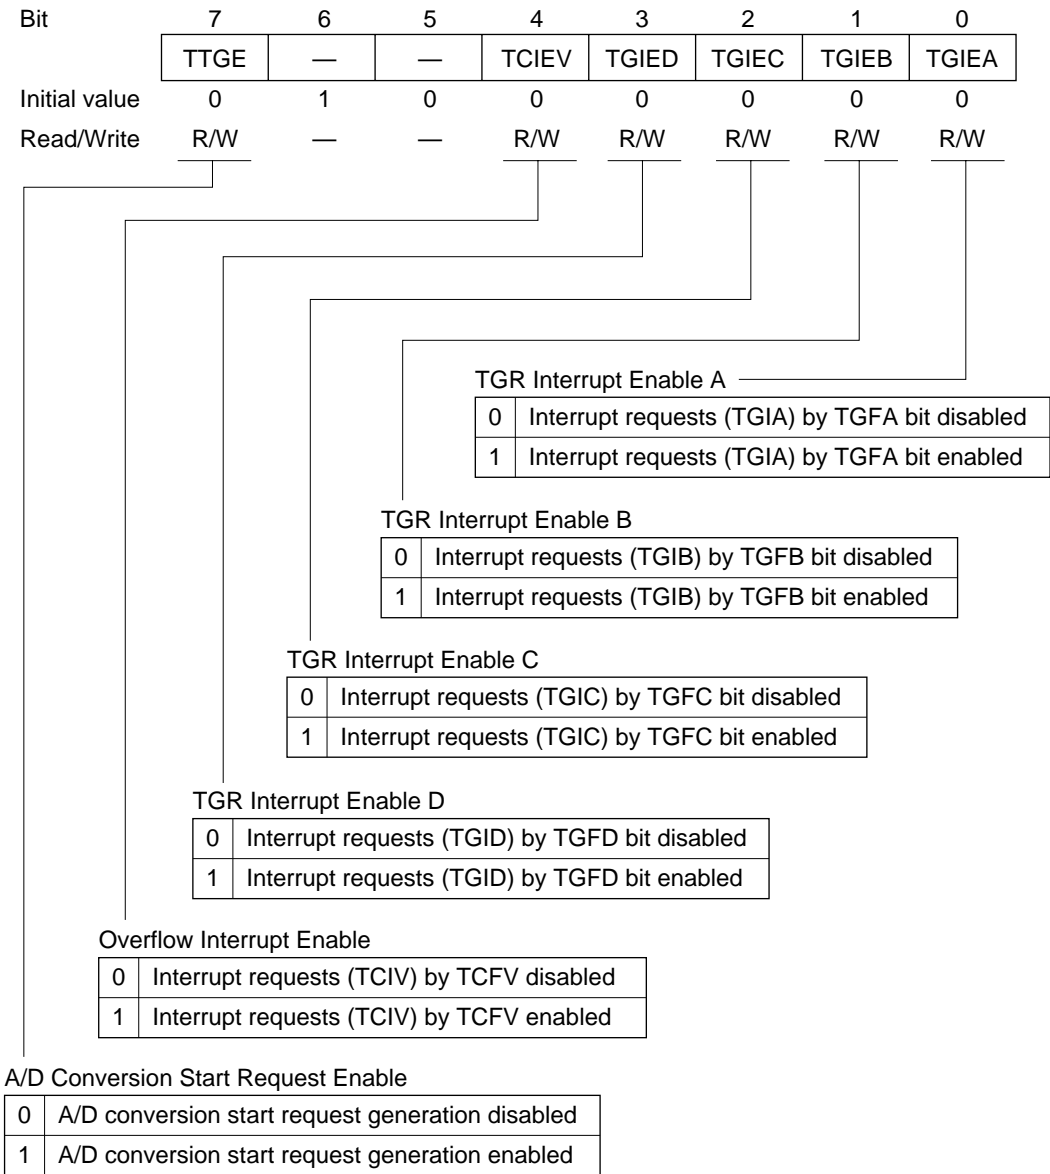 Bit 7 6 5 4 3 2 1 0
TTGE — — TCIEV TGIED TGIEC TGIEB TGIEA
Initial value 0 1 0 0 0 0 0 0
Read/Write R/W — — R/W R/W R/W R/W R/W
TGR Interrupt Enable A
0 Interrupt requests (TGIA) by TGFA bit disabled
1 Interrupt requests (TGIA) by TGFA bit enabled
TGR Interrupt Enable B
0 Interrupt requests (TGIB) by TGFB bit disabled
1 Interrupt requests (TGIB) by TGFB bit enabled
TGR Interrupt Enable C
0 Interrupt requests (TGIC) by TGFC bit disabled
1 Interrupt requests (TGIC) by TGFC bit enabled
TGR Interrupt Enable D
0 Interrupt requests (TGID) by TGFD bit disabled
1 Interrupt requests (TGID) by TGFD bit enabled
Overflow Interrupt Enable
0 Interrupt requests (TCIV) by TCFV disabled
1 Interrupt requests (TCIV) by TCFV enabled
A/D Conversion Start Request Enable
0 A/D conversion start request generation disabled
1 A/D conversion start request generation enabled